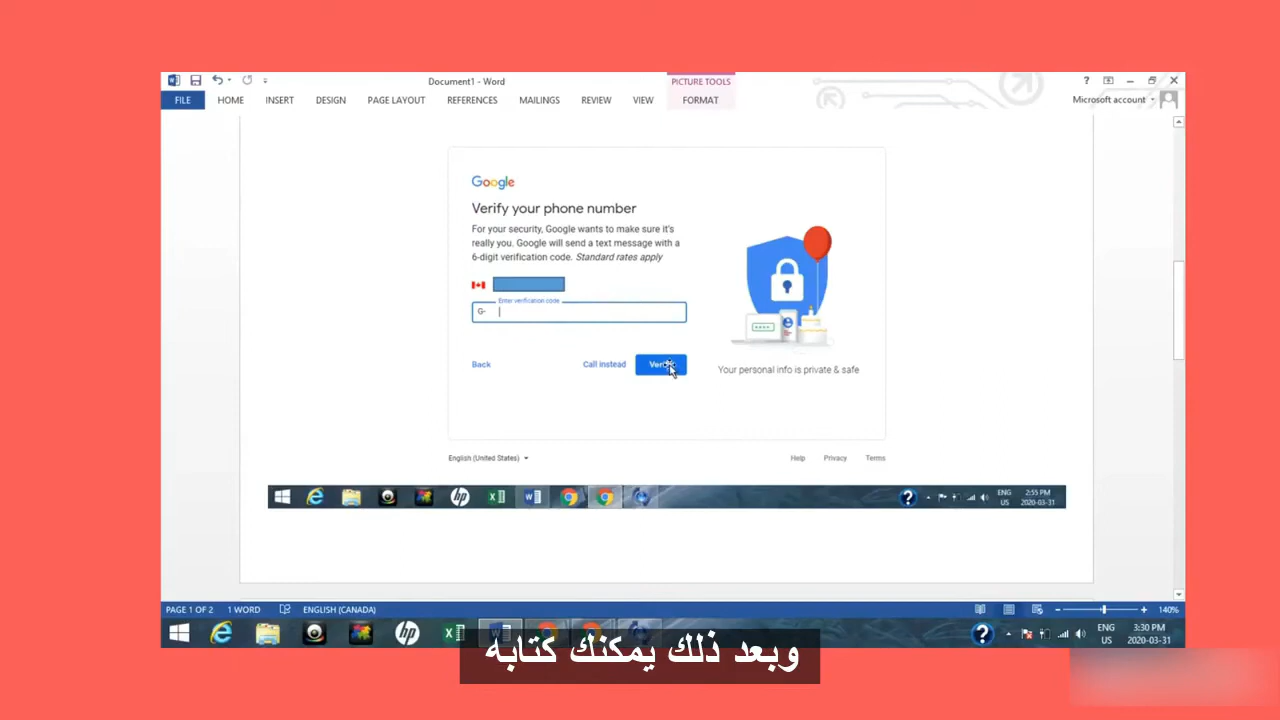 Document1 - Word
PICTURE TOOLS
?
FILE HOME INSERT DESIGN PAGE LAYOUT REFERENCES MAILINGS REVIEW VIEW FORMAT
Microsoft account
Google
Verify your phone number
For your security, Google wants to make sure it's
really you. Google will send a text message with a
6-digit verification code. Standard rates apply
Enter verification code
G-
Back Call instead
Your personal info is private & safe
English (United States) Help Privacy Terms
hp ? ENG 2:55 PM
US 2020-03-31
PAGE 1 OF 2 1 WORD ENGLISH (CANADA) 140%
hp ? ENG 3:30 PM
US 2020-03-31
وبعد ذلك يمكنك كتابه